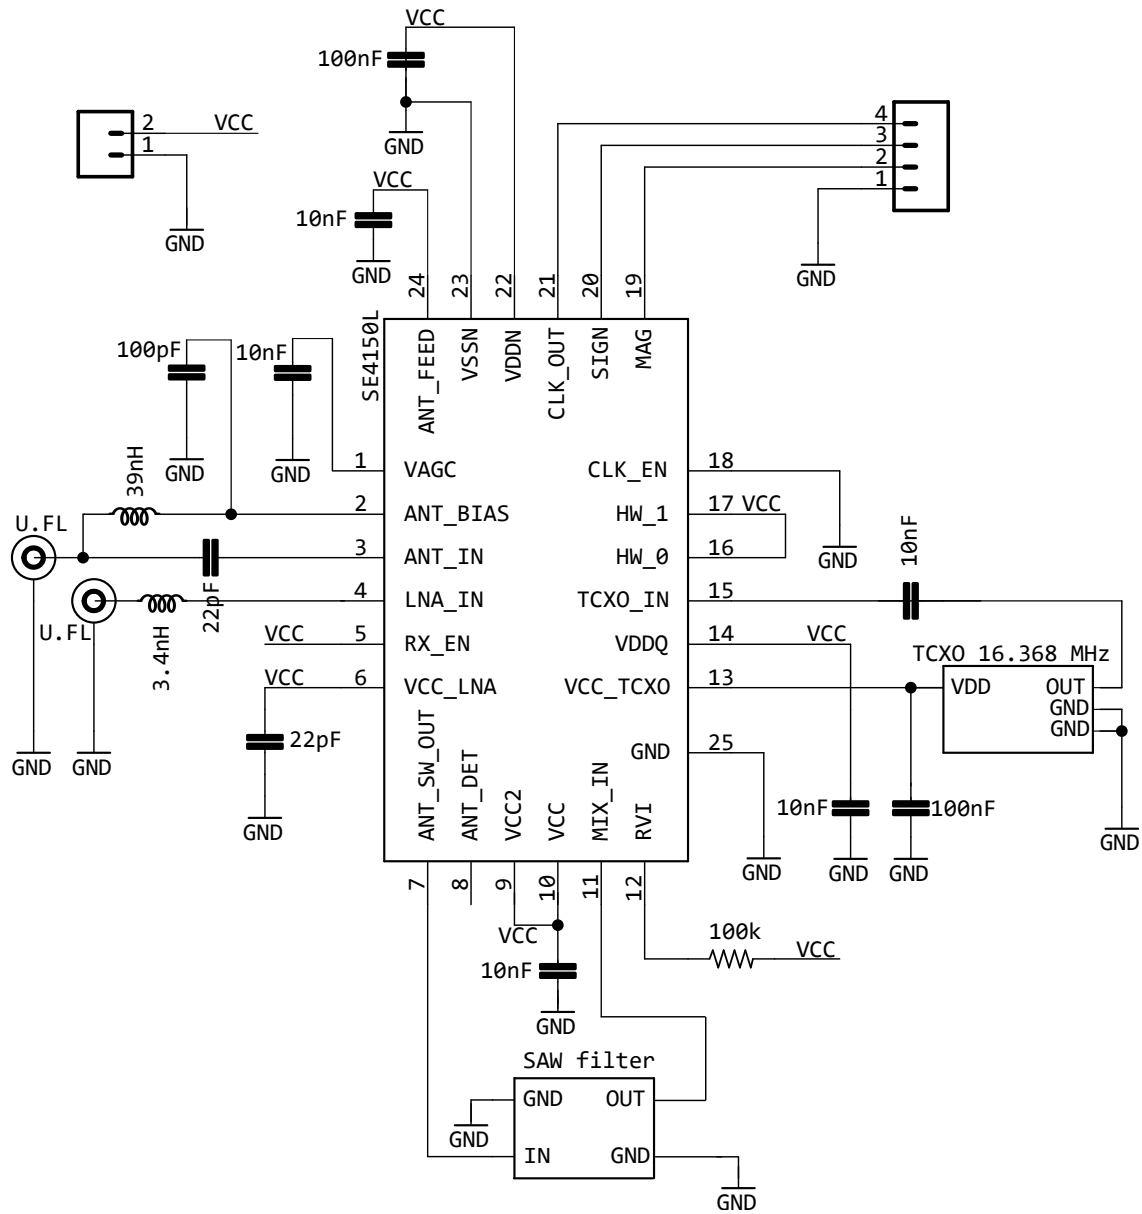 VCC
100nF
GND
2 VCC
1
GND
4
3
2
1
GND
VCC
10nF
GND
24
23
22
21
20
19
SE4150L
ANT_FEED
VSSN
VDDN
CLK_OUT
SIGN
MAG
100pF
GND
10nF
GND
39nH
U.FL
GND
U.FL
GND
3.4nH
22pF
1 VAGC
2 ANT_BIAS
3 ANT_IN
4 LNA_IN
VCC 5 RX_EN
VCC 6 VCC_LNA
22pF
GND
CLK_EN 18
GND
HW_1 17 VCC
HW_0 16
TCXO_IN 15
10nF
VDDQ 14 VCC
VCC_TCXO 13
GND 25
GND
10nF
GND
100nF
GND
TCXO 16.368 MHz
VDD OUT
GND
GND
GND
ANT_SW_OUT
ANT_DET
VCC2
VCC
MIX_IN
RVI
7
8
9
10
11
12
VCC
10nF
GND
100k
VCC
SAW filter
GND OUT
GND
IN GND
GND